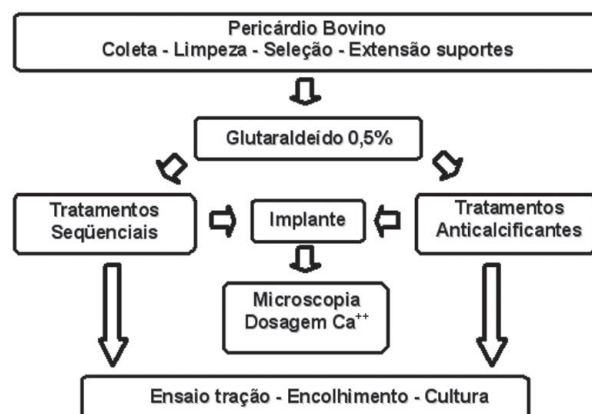 Pericárdio Bovino
Coleta - Limpeza - Seleção - Extensão suportes
Glutaraldeído 0,5%
Tratamentos
Seqüenciais
Implante
Tratamentos
Anticalcificantes
Microscopia
Dosagem Ca⁺⁺
Ensaio tração - Encolhimento - Cultura